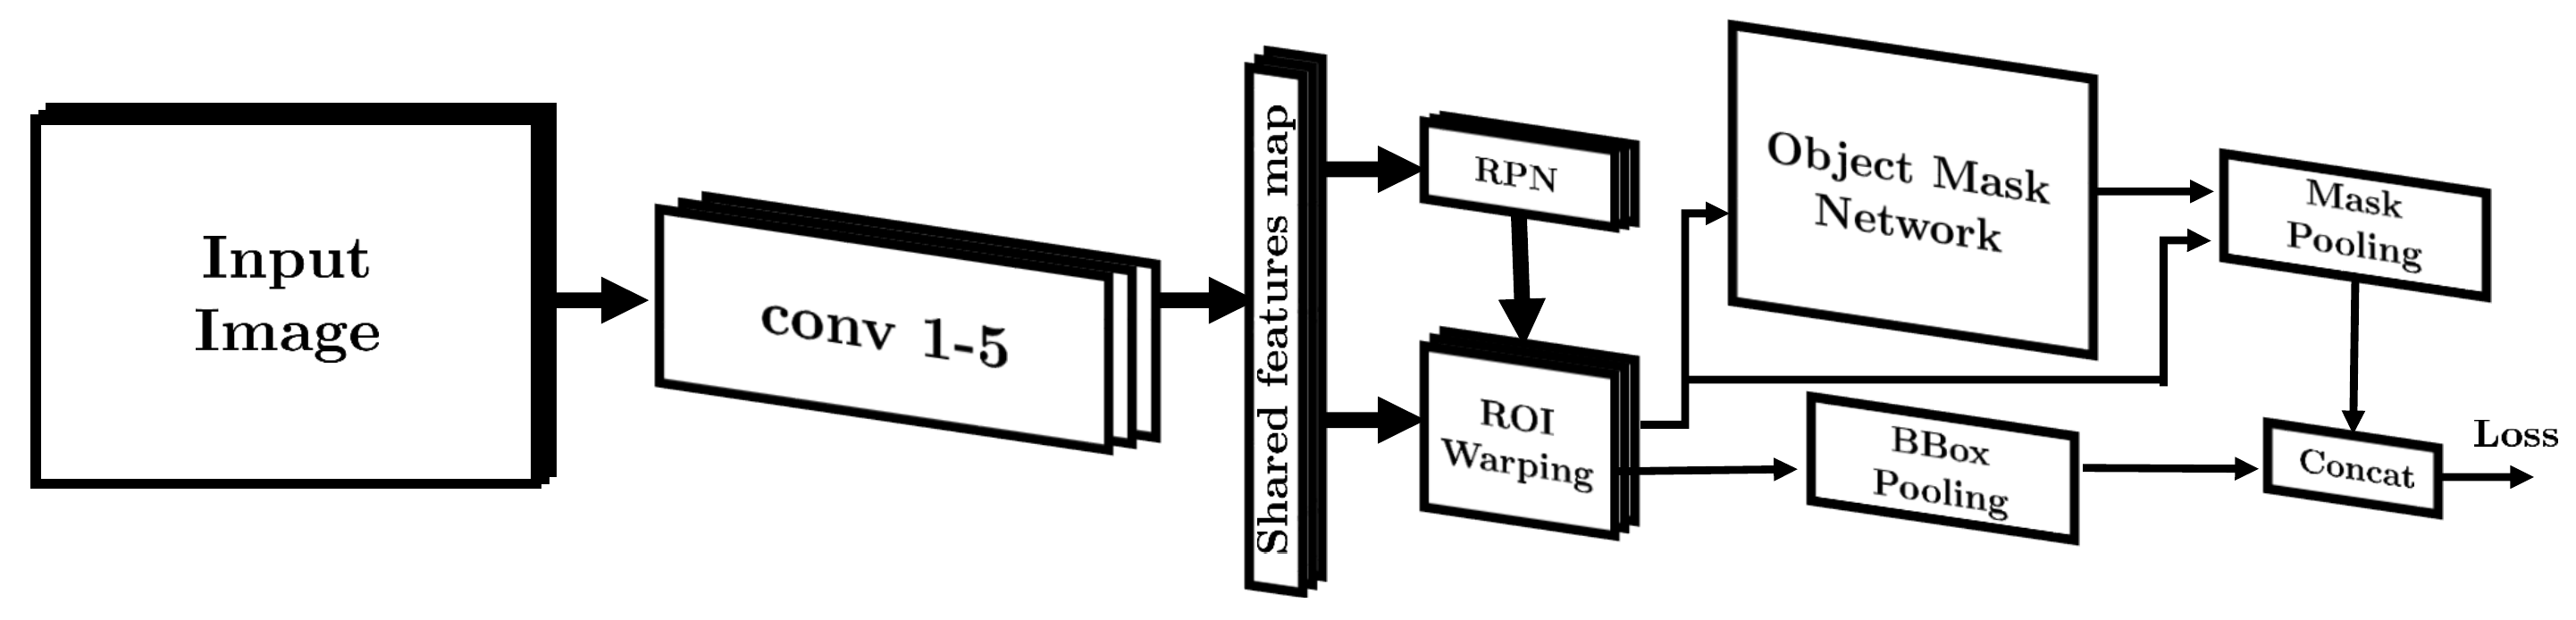 Input
Image
conv 1-5
Shared features map
RPN
ROI
Warping
Object Mask
Network
BBox
Pooling
Mask
Pooling
Concat
Loss